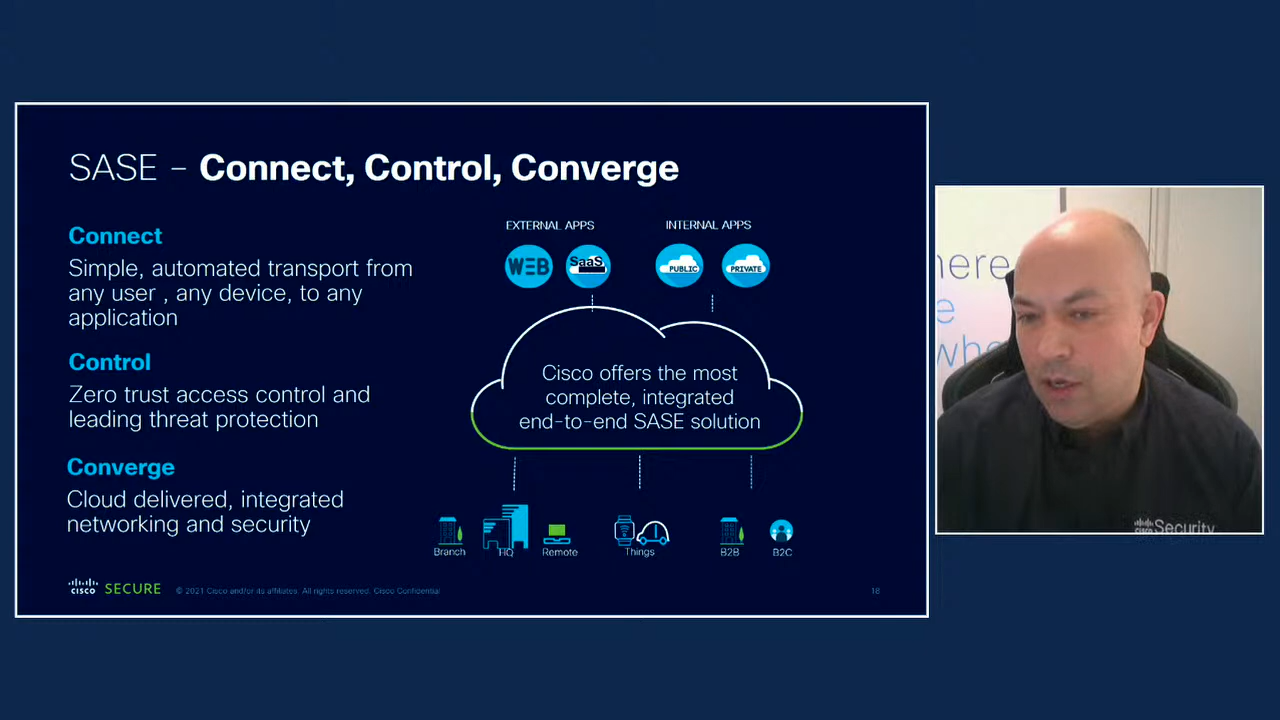 SASE – Connect, Control, Converge
Connect
Simple, automated transport from
any user , any device, to any
application
Control
Zero trust access control and
leading threat protection
Converge
Cloud delivered, integrated
networking and security
EXTERNAL APPS
INTERNAL APPS
WEB
SaaS
PUBLIC
PRIVATE
Cisco offers the most
complete, integrated
end-to-end SASE solution
Branch
HQ
Remote
Things
B2B
B2C
CISCO SECURE
© 2021 Cisco and/or its affiliates. All rights reserved. Cisco Confidential
18
Security